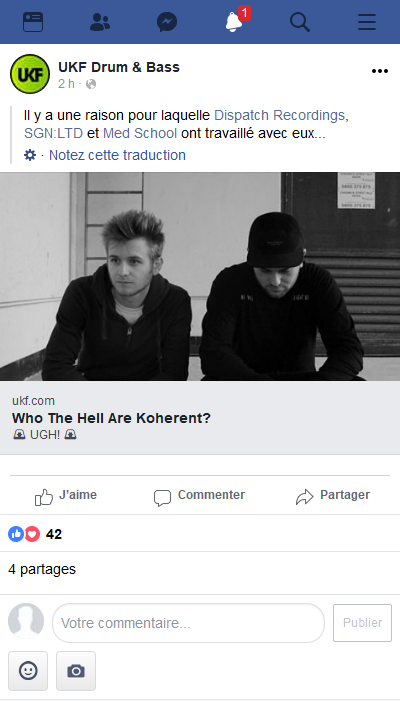 1
UKF
UKF Drum & Bass
2 h ·
Il y a une raison pour laquelle Dispatch Recordings,
SGN:LTD et Med School ont travaillé avec eux...
· Notez cette traduction
ukf.com
Who The Hell Are Koherent?
🚨 UGH! 🚨
J'aime
Commenter
Partager
42
4 partages
Votre commentaire...
Publier